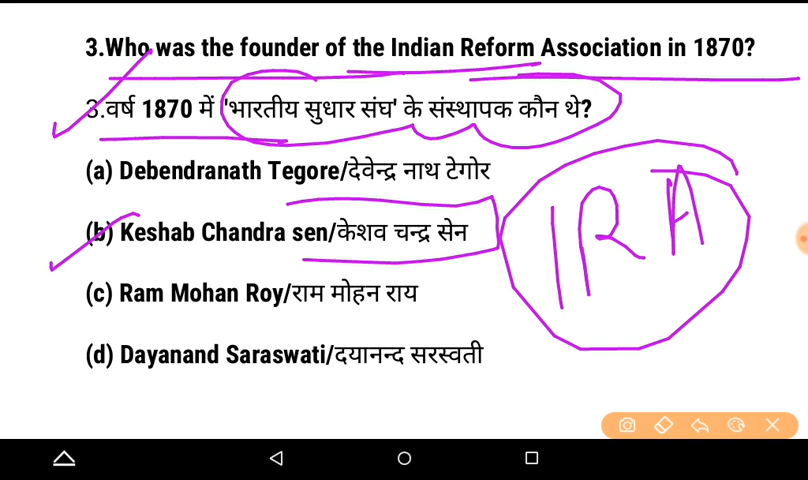 3.Who was the founder of the Indian Reform Association in 1870?
3.वर्ष 1870 में 'भारतीय सुधार संघ' के संस्थापक कौन थे?
(a) Debendranath Tegore/देवेन्द्र नाथ टेगोर
(b) Keshab Chandra sen/केशव चन्द्र सेन
IRA
(c) Ram Mohan Roy/राम मोहन राय
(d) Dayanand Saraswati/दयानन्द सरस्वती